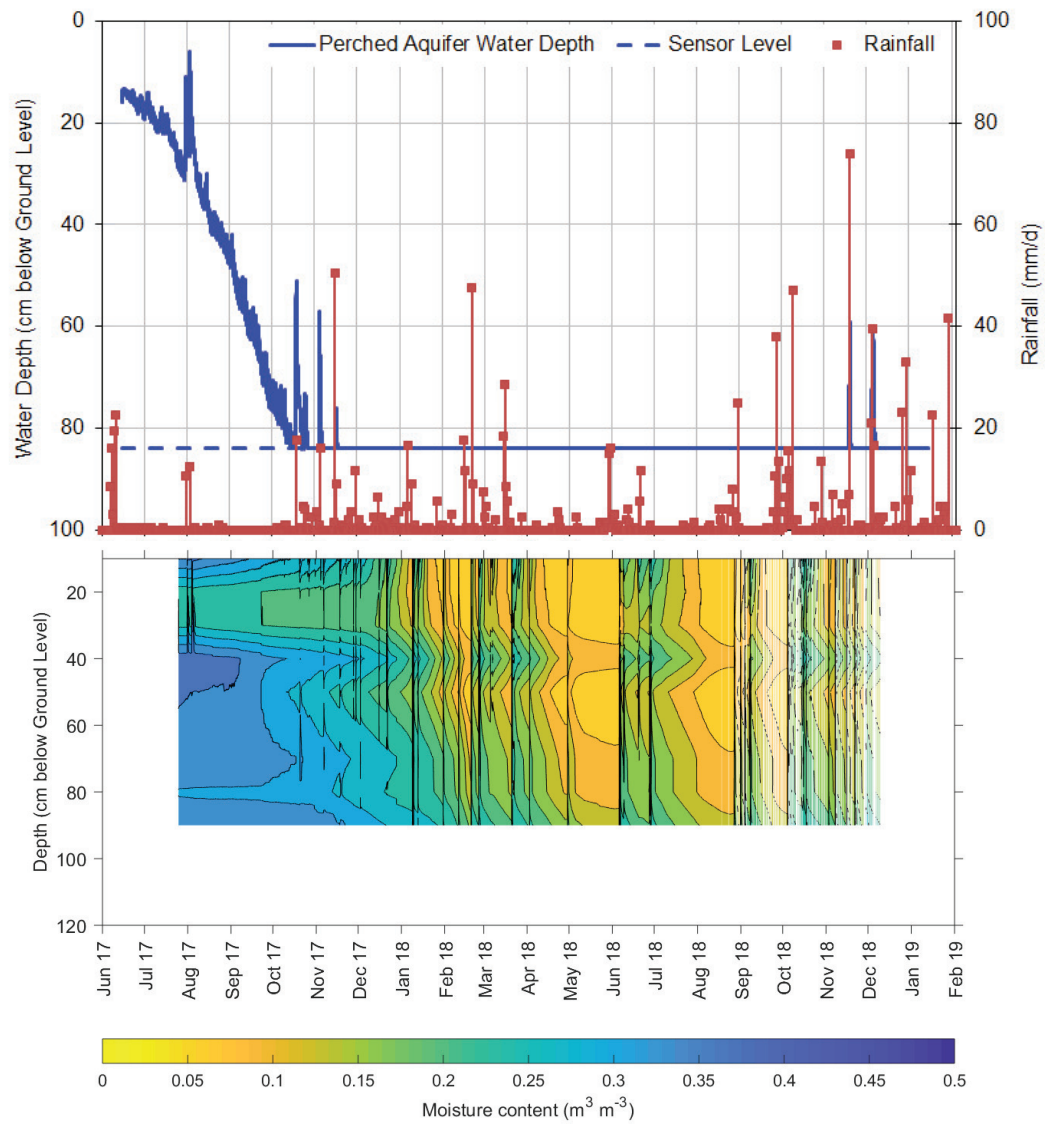 0 100
Perched Aquifer Water Depth Sensor Level Rainfall
20 80
40 60
60 40
80 20
100 0
Water Depth (cm below Ground Level)
Rainfall (mm/d)
20
40
60
80
100
120
Depth (cm below Ground Level)
Jun 17 Jul 17 Aug 17 Sep 17 Oct 17 Nov 17 Dec 17 Jan 18 Feb 18 Mar 18 Apr 18 May 18 Jun 18 Jul 18 Aug 18 Sep 18 Oct 18 Nov 18 Dec 18 Jan 19 Feb 19
0 0.05 0.1 0.15 0.2 0.25 0.3 0.35 0.4 0.45 0.5
Moisture content (m³ m⁻³)